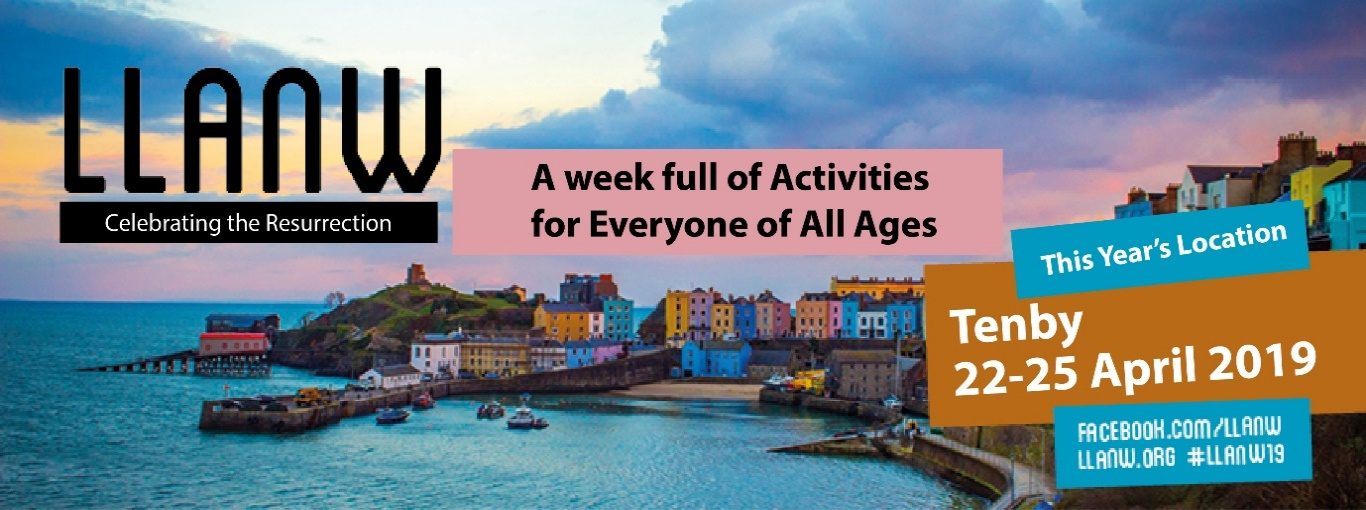 LLANW
Celebrating the Resurrection
A week full of Activities
for Everyone of All Ages
This Year's Location
Tenby
22-25 April 2019
FACEBOOK.COM/LLANW
LLANW.ORG #LLANW19